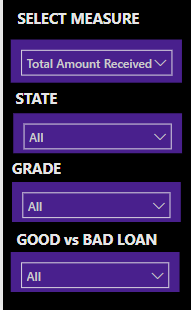 SELECT MEASURE
Total Amount Received
STATE
All
GRADE
All
GOOD vs BAD LOAN
All